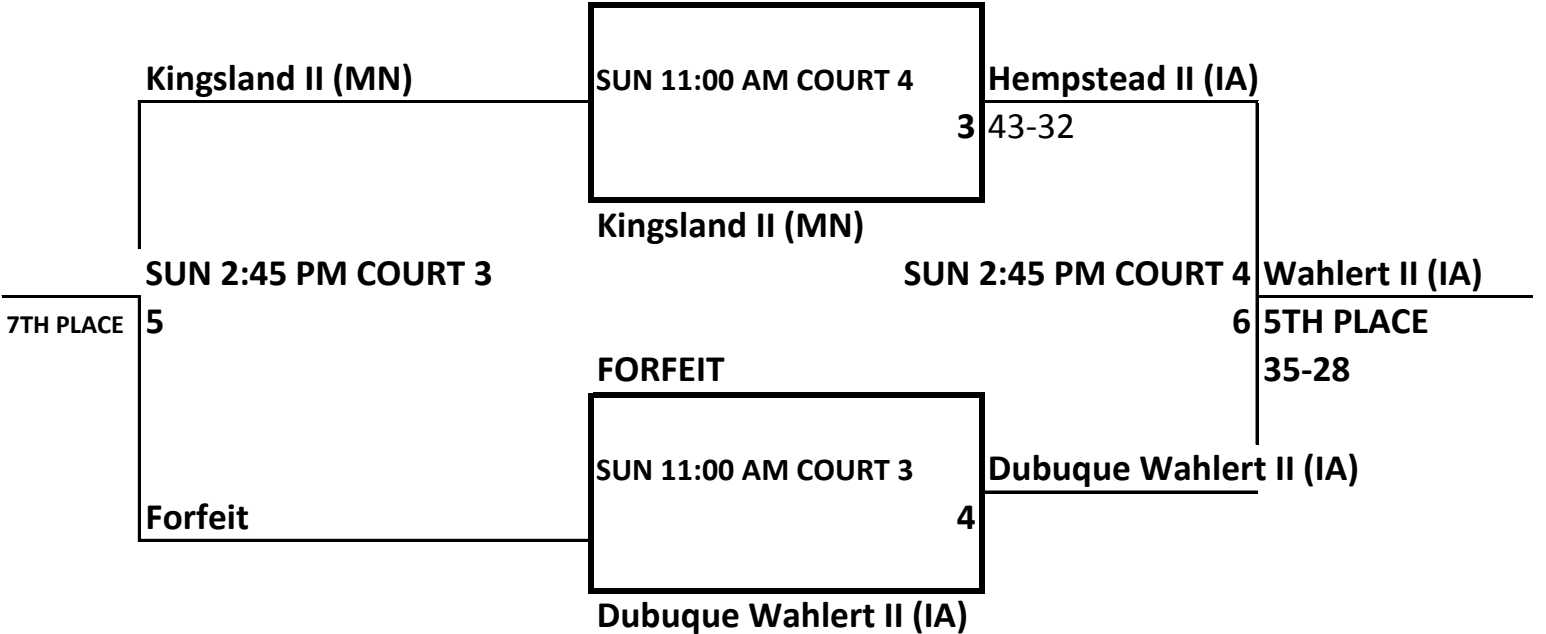 Kingsland II (MN)
SUN 11:00 AM COURT 4
Hempstead II (IA)
3
43-32
Kingsland II (MN)
SUN 2:45 PM COURT 3
SUN 2:45 PM COURT 4
Wahlert II (IA)
7TH PLACE
5
6
5TH PLACE
FORFEIT
35-28
SUN 11:00 AM COURT 3
Dubuque Wahlert II (IA)
Forfeit
4
Dubuque Wahlert II (IA)